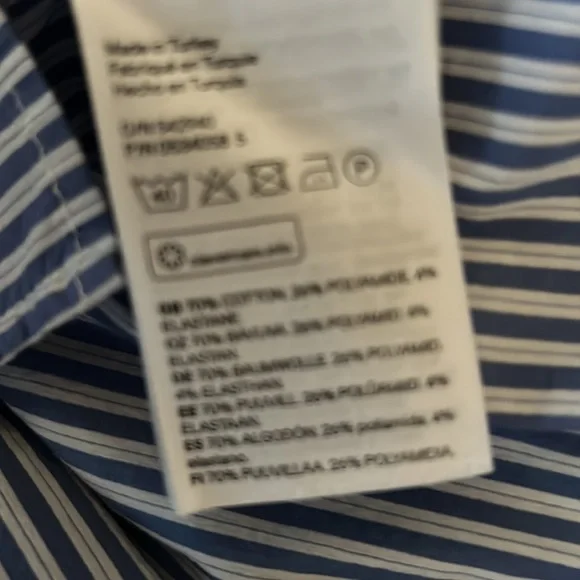 Made in Turkey
Fabriqué en Turquie
Hecho en Turquía
40
P
GB 70% COTTON, 26% POLYAMIDE, 4%
ELASTANE
CZ 70% BAVLNA, 26% POLYAMID, 4%
ELASTAN
DE 70% BAUMWOLLE 26% POLYAMID,
4% ELASTHAN
EE 70% PUUVILL, 26% POLÜAMID, 4%
ELASTAAN
ES 70% ALGODÓN, 26% poliamida, 4%
elastano.
FI 70% PUUVILLAA, 26% POLYAMIDIA,